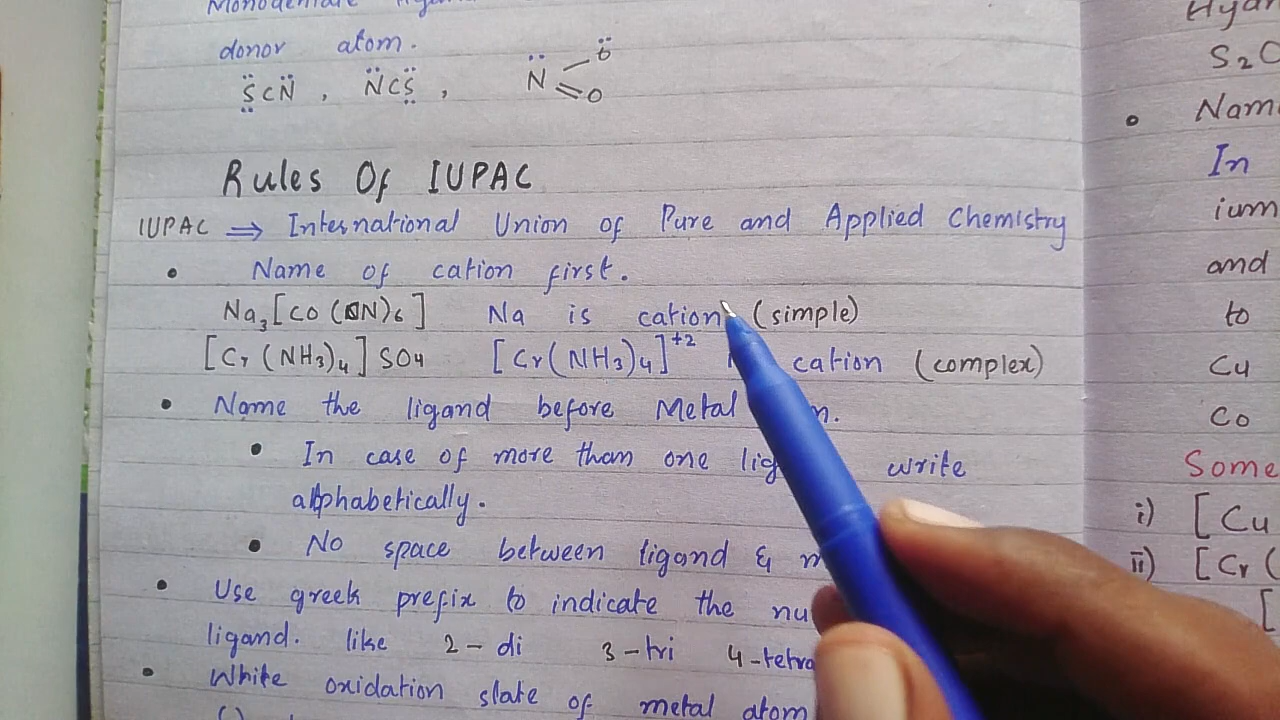 donor atom.
S̈cN̈ , N̈cS̈ , N̈ Ö
O
Rules Of IUPAC
IUPAC ⇒ International Union of Pure and Applied Chemistry
• Name of cation first.
Na₃[CO(CN)₆] Na is cation (simple)
[Cr(NH₃)₄]SO₄ [Cr(NH₃)₄]⁺² cation (complex)
• Name the ligand before Metal
• In case of more than one write
alphabetically.
• No space between ligand &
• Use greek prefix to indicate the
ligand. like 2 - di 3 - tri 4 - tetra
• Write oxidation state of metal atom
Hydr
S₂O
• Nam
In
ium
and
to
Cu
Co
Some
i) [Cu
ii) [Cr(
[